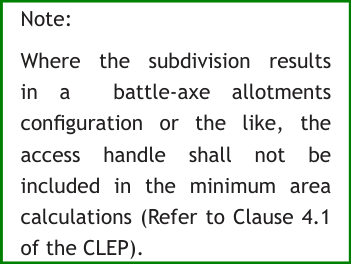 Note:
Where the subdivision results
in a battle-axe allotments
configuration or the like, the
access handle shall not be
included in the minimum area
calculations (Refer to Clause 4.1
of the CLEP).